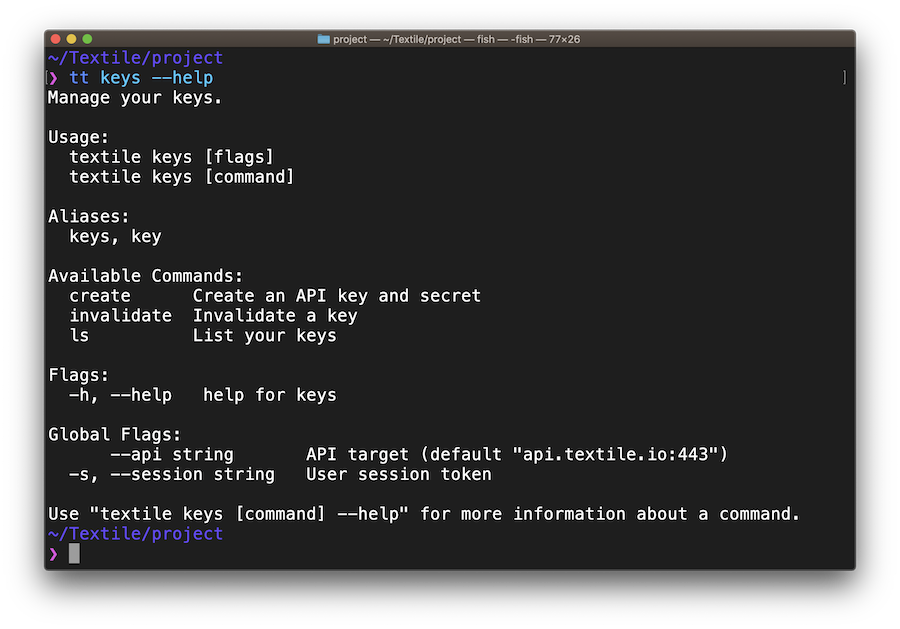 project — ~/Textile/project — fish — -fish — 77×26
~/Textile/project
❯ tt keys --help
Manage your keys.

Usage:
  textile keys [flags]
  textile keys [command]

Aliases:
  keys, key

Available Commands:
  create      Create an API key and secret
  invalidate  Invalidate a key
  ls          List your keys

Flags:
  -h, --help   help for keys

Global Flags:
      --api string       API target (default "api.textile.io:443")
  -s, --session string   User session token

Use "textile keys [command] --help" for more information about a command.
~/Textile/project
❯